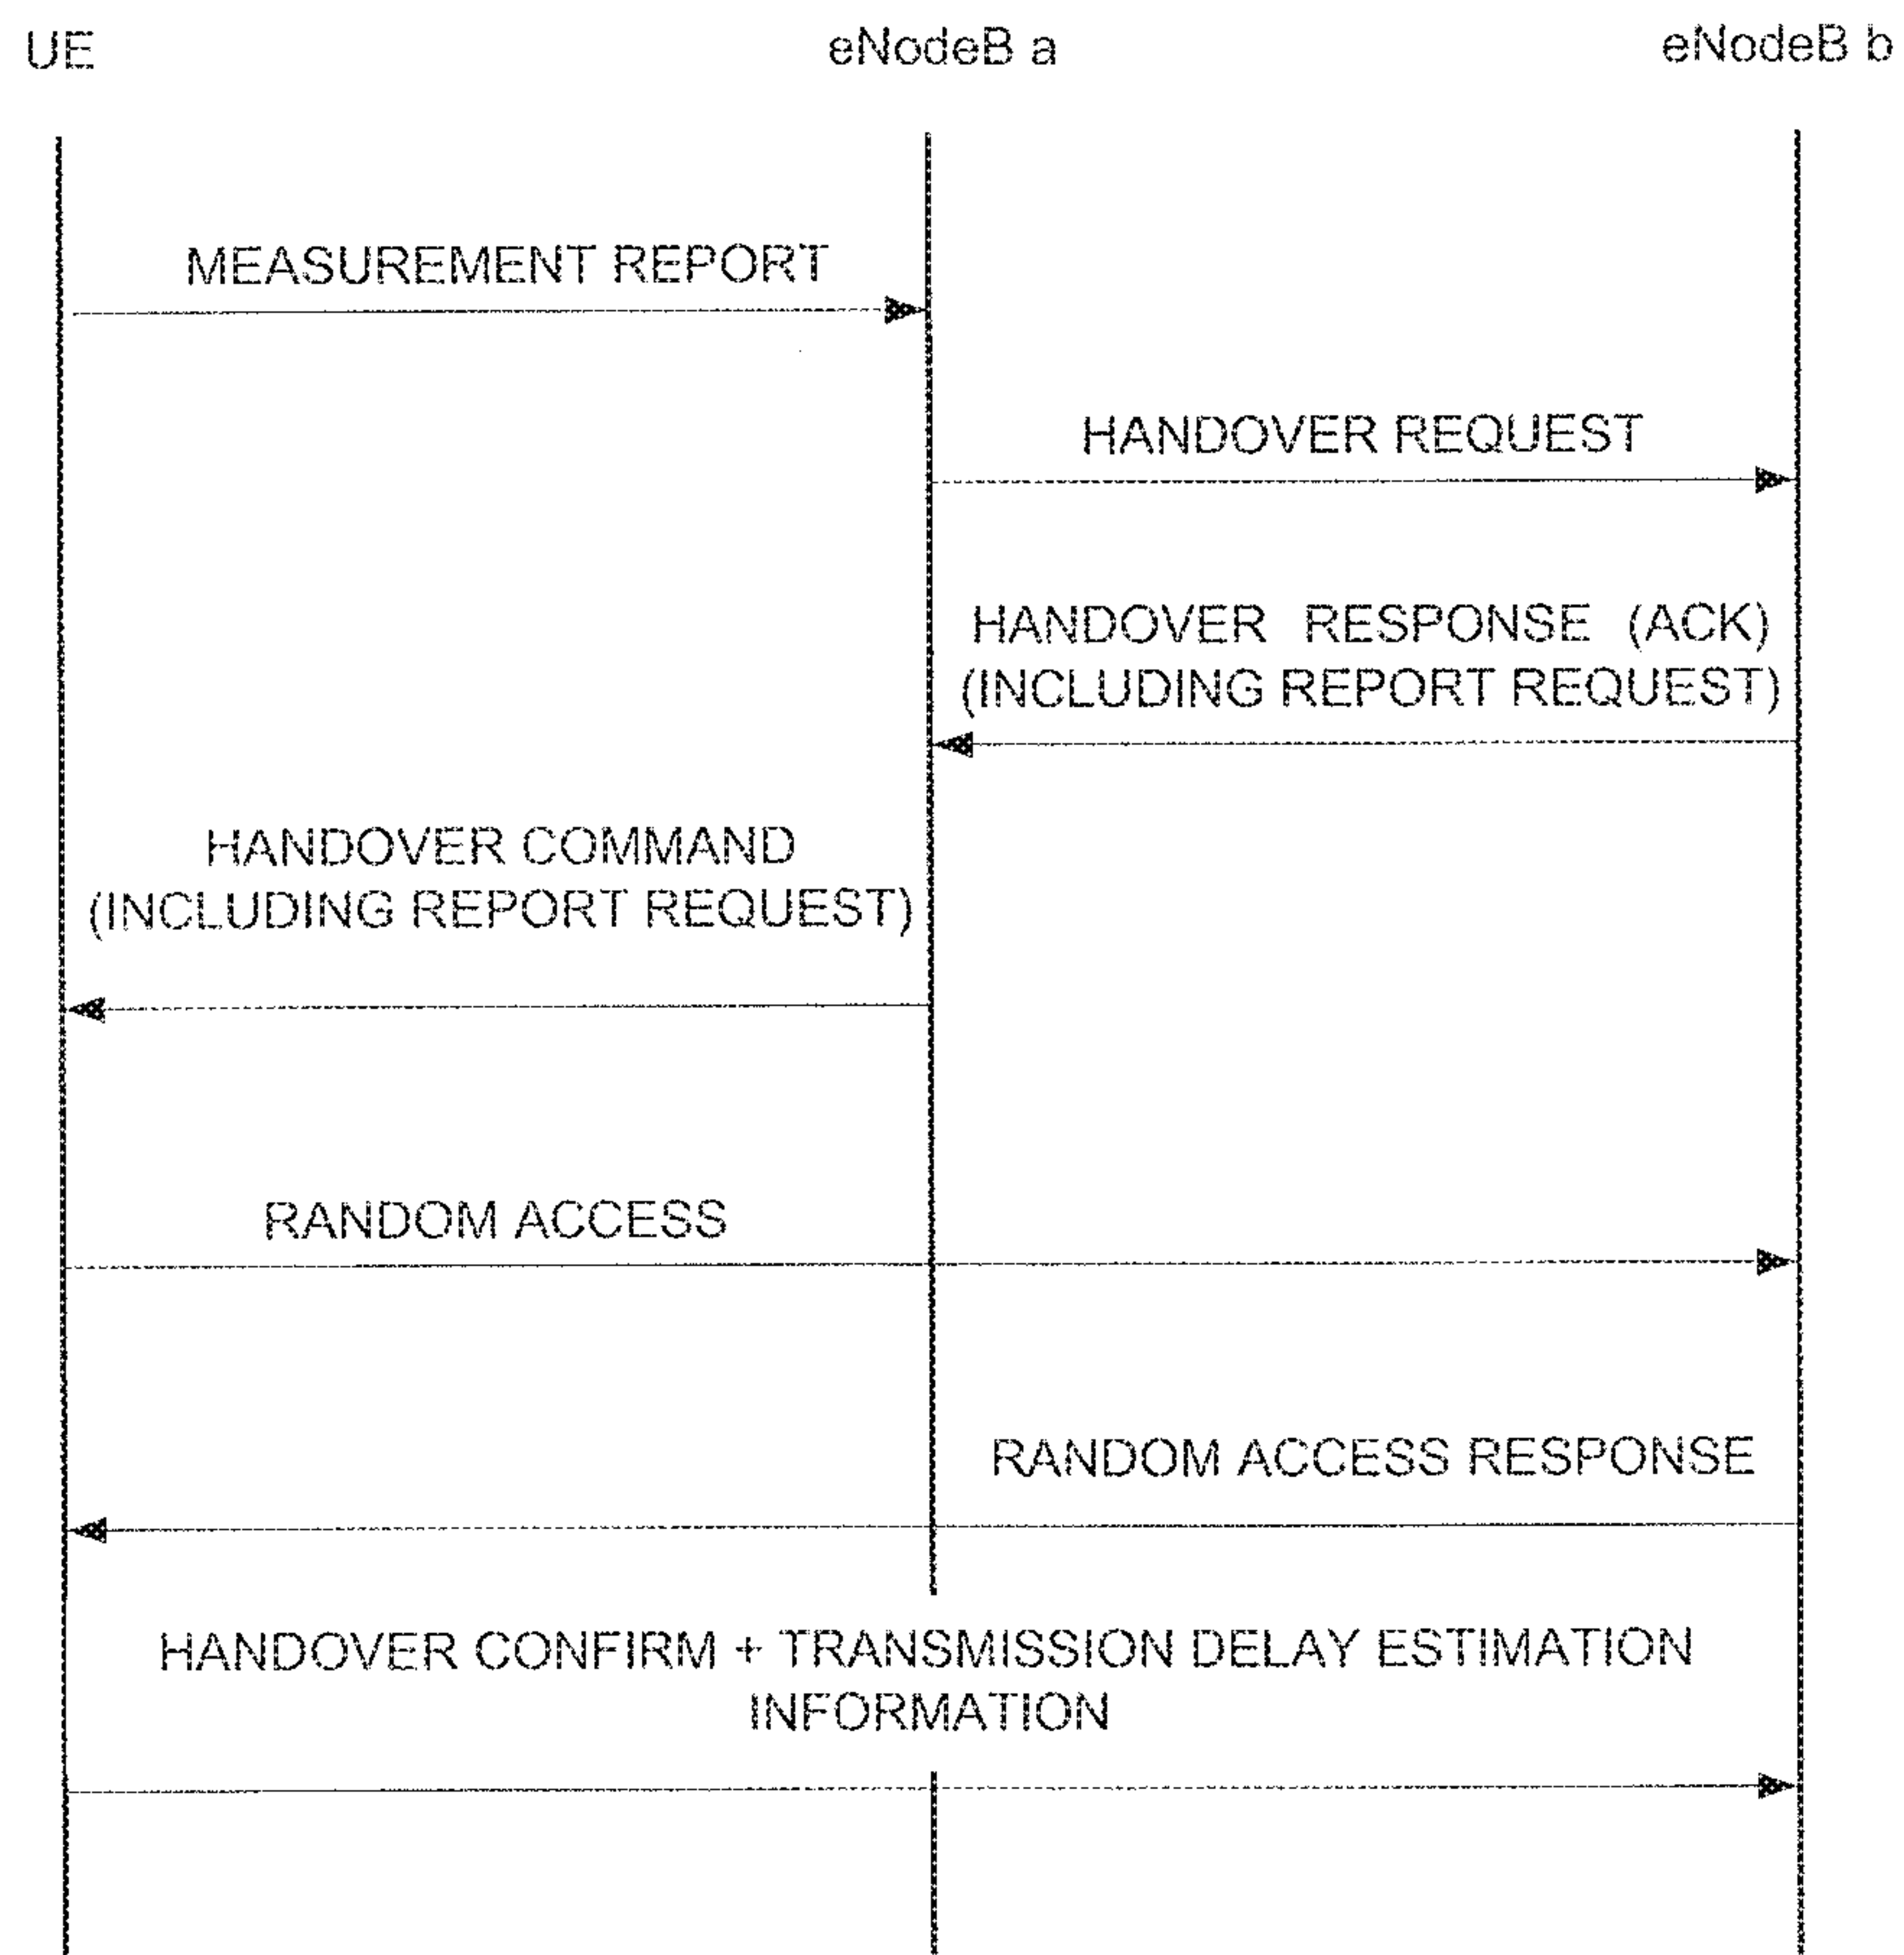 UE
eNodeB a
eNodeB b
MEASUREMENT REPORT
HANDOVER REQUEST
HANDOVER RESPONSE (ACK)
(INCLUDING REPORT REQUEST)
HANDOVER COMMAND
(INCLUDING REPORT REQUEST)
RANDOM ACCESS
RANDOM ACCESS RESPONSE
HANDOVER CONFIRM + TRANSMISSION DELAY ESTIMATION
INFORMATION